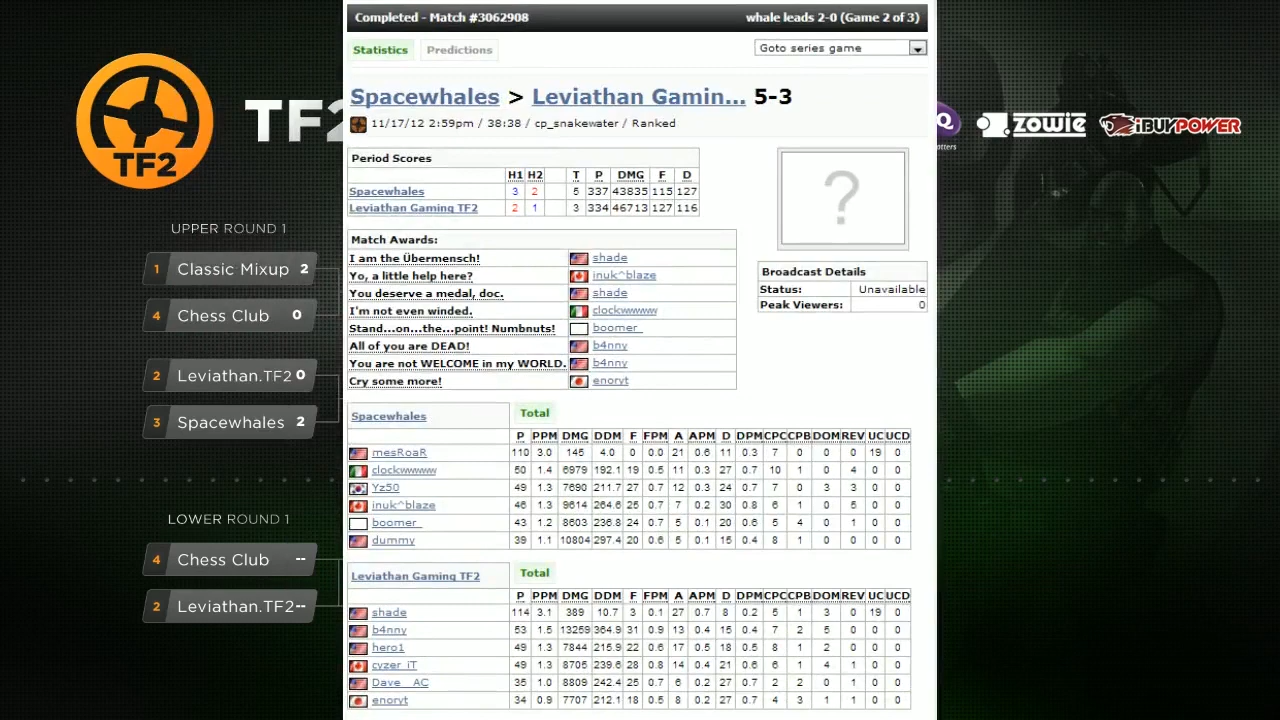 Completed - Match #3062908 whale leads 2-0 (Game 2 of 3)
Statistics Predictions Goto series game
Spacewhales > Leviathan Gamin... 5-3
11/17/12 2:59pm / 38:38 / cp_snakewater / Ranked
TF2
TF2
ZOWIE
iBUYPOWER
Period Scores
H1 H2 T P DMG F D
Spacewhales 3 2 5 337 43835 115 127
Leviathan Gaming TF2 2 1 3 334 46713 127 116
?
Match Awards:
I am the Übermensch! shade
Yo, a little help here? inuk^blaze
You deserve a medal, doc. shade
I'm not even winded. clockwwwww
Stand...on...the...point! Numbnuts! boomer_
All of you are DEAD! b4nny
You are not WELCOME in my WORLD. b4nny
Cry some more! enoryt
Broadcast Details
Status: Unavailable
Peak Viewers: 0
UPPER ROUND 1
1 Classic Mixup 2
4 Chess Club 0
2 Leviathan.TF2 0
3 Spacewhales 2
LOWER ROUND 1
4 Chess Club --
2 Leviathan.TF2 --
Spacewhales Total
P PPM DMG DDM F FPM A APM D DPM CPC CPB DOM REV UC UCD
mesRoaR 110 3.0 145 4.0 0 0.0 21 0.6 11 0.3 7 0 0 0 19 0
clockwwwww 50 1.4 6979 192.1 19 0.5 11 0.3 27 0.7 10 1 0 4 0 0
Yz50 49 1.3 7690 211.7 27 0.7 12 0.3 24 0.7 7 0 3 3 0 0
inuk^blaze 46 1.3 9614 264.6 25 0.7 7 0.2 30 0.8 6 1 0 5 0 0
boomer_ 43 1.2 8603 236.8 24 0.7 5 0.1 20 0.6 5 4 0 1 0 0
dummy 39 1.1 10804 297.4 20 0.6 5 0.1 15 0.4 8 1 0 0 0 0
Leviathan Gaming TF2 Total
P PPM DMG DDM F FPM A APM D DPM CPC CPB DOM REV UC UCD
shade 114 3.1 389 10.7 3 0.1 27 0.7 8 0.2 5 1 3 0 19 0
b4nny 53 1.5 13259 364.9 31 0.9 13 0.4 15 0.4 7 2 5 0 0 0
hero1 49 1.3 7844 215.9 22 0.6 17 0.5 18 0.5 8 1 2 0 0 0
cyzer iT 49 1.3 8705 239.6 28 0.8 14 0.4 21 0.6 6 1 4 1 0 0
Dave__AC 35 1.0 8809 242.4 25 0.7 6 0.2 27 0.7 2 2 0 1 0 0
enoryt 34 0.9 7707 212.1 18 0.5 8 0.2 27 0.7 4 3 1 1 0 0